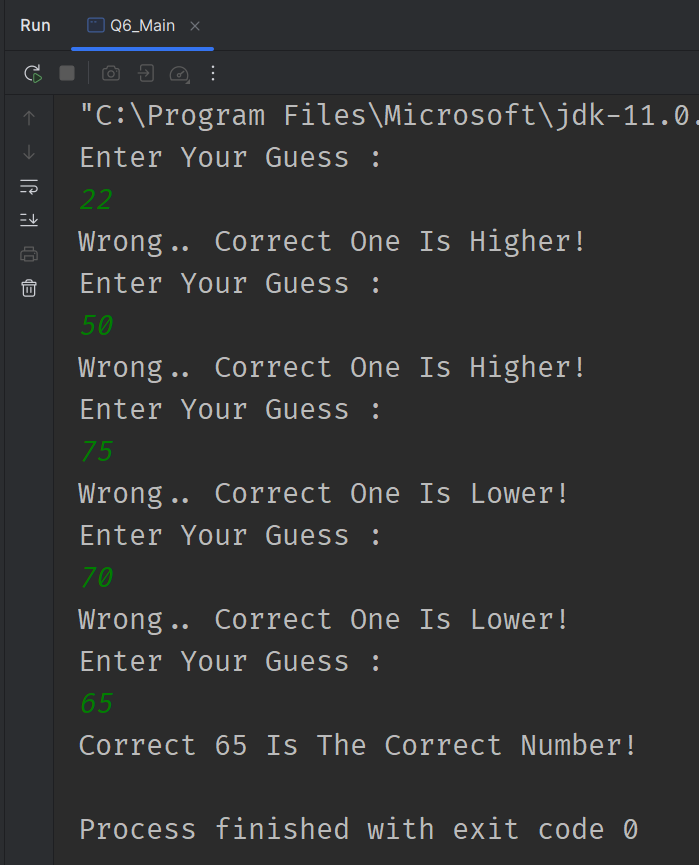 Run Q6_Main
"C:\Program Files\Microsoft\jdk-11.0.
Enter Your Guess :
22
Wrong.. Correct One Is Higher!
Enter Your Guess :
50
Wrong.. Correct One Is Higher!
Enter Your Guess :
75
Wrong.. Correct One Is Lower!
Enter Your Guess :
70
Wrong.. Correct One Is Lower!
Enter Your Guess :
65
Correct 65 Is The Correct Number!
Process finished with exit code 0